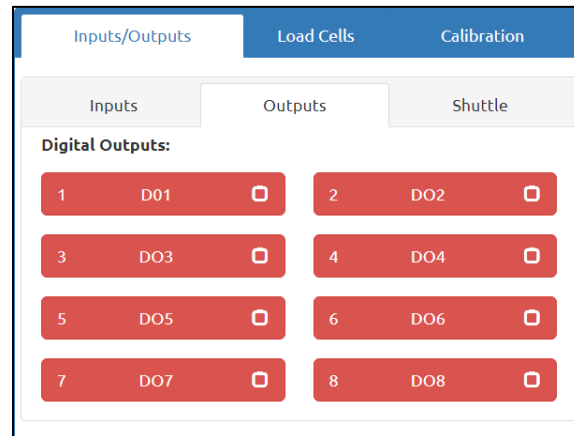 Inputs/Outputs Load Cells Calibration
Inputs Outputs Shuttle
Digital Outputs:
1 D01 2 DO2
3 DO3 4 DO4
5 DO5 6 DO6
7 DO7 8 DO8